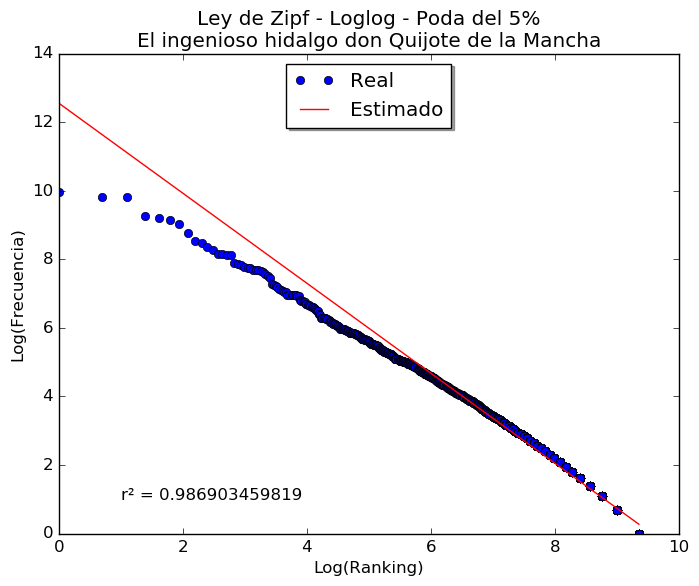 Ley de Zipf - Loglog - Poda del 5%
El ingenioso hidalgo don Quijote de la Mancha
Real
Estimado
14
12
10
8
6
4
2
0
Log(Frecuencia)
r² = 0.986903459819
0
2
4
6
8
10
Log(Ranking)